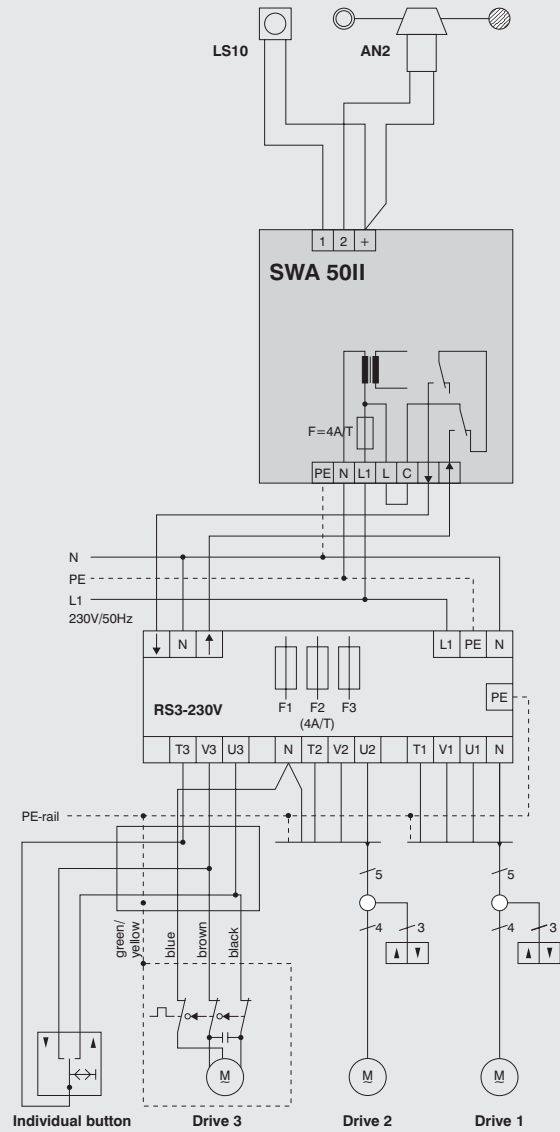 LS10
AN2
1 2 +
SWA 50II
F=4A/T
PE N L1 L C
N
PE
L1
230V/50Hz
N
L1 PE N
PE
RS3-230V
F1 F2 F3
(4A/T)
T3 V3 U3 N T2 V2 U2 T1 V1 U1 N
PE-rail
5 5
4 3 4 3
green/
yellow
blue
brown
black
M
~
M
~
M
~
Individual button
Drive 3
Drive 2
Drive 1